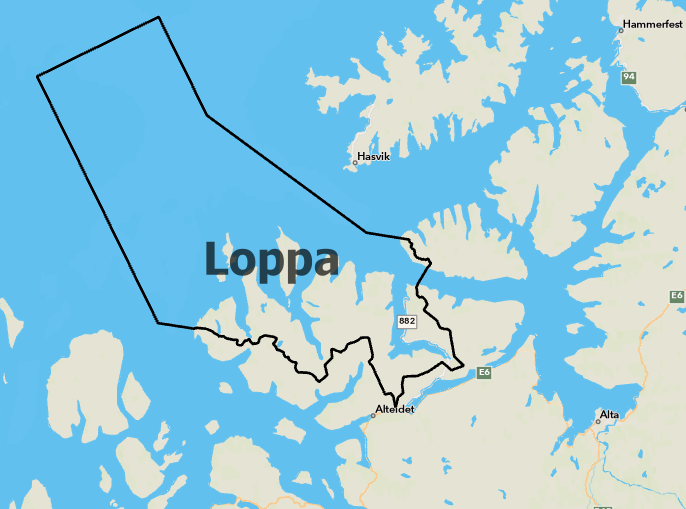 Hammerfest
94
Hasvik
Loppa
E6
882
E6
Alteidet
Alta